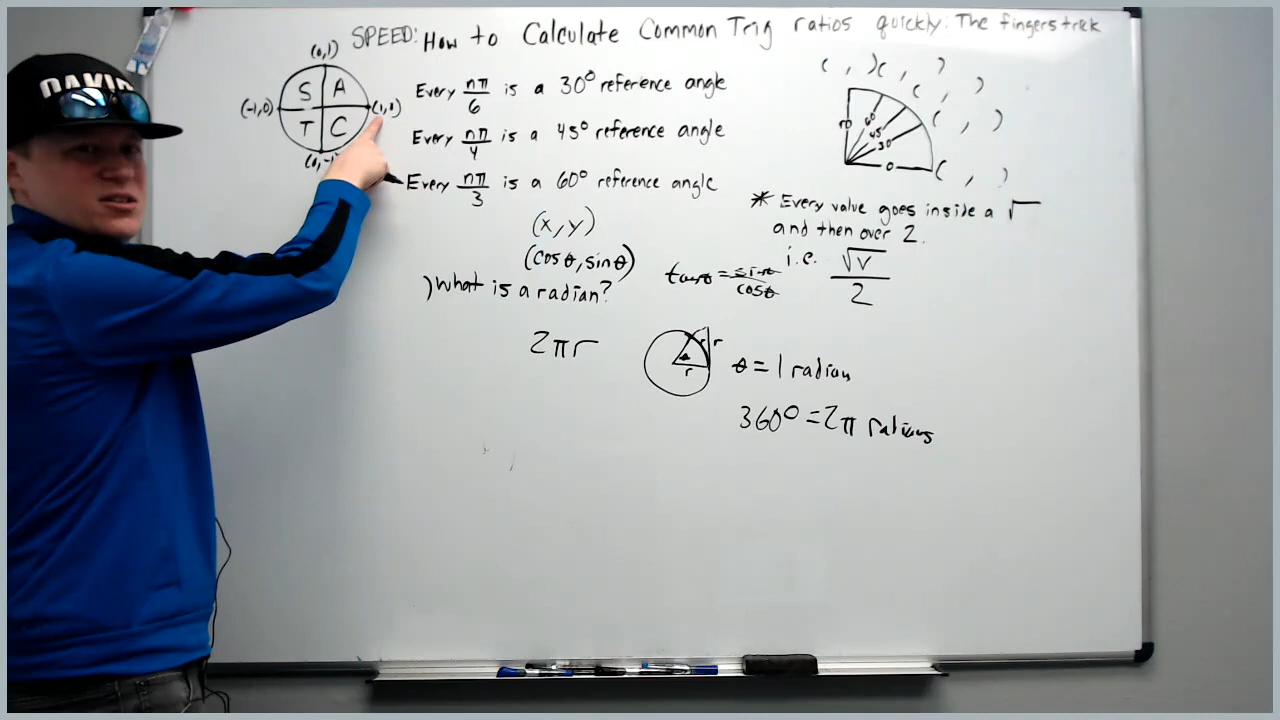 SPEED: How to Calculate Common Trig ratios quickly: The fingers trick
DAVID
(0,1)
S A
(-1,0) (1,0)
T C
(0,-1)
Every nπ/6 is a 30° reference angle
Every nπ/4 is a 45° reference angle
Every nπ/3 is a 60° reference angle
(x,y)
(cosθ,sinθ)
)What is a radian?
2πr
( , )( , )
( , )
( , )
( , )
60
45
30
0
* Every value goes inside a √
and then over 2.
i.e. √v/2
tanθ = sinθ/cosθ
r r
r
θ = 1 radian
360° = 2π radians